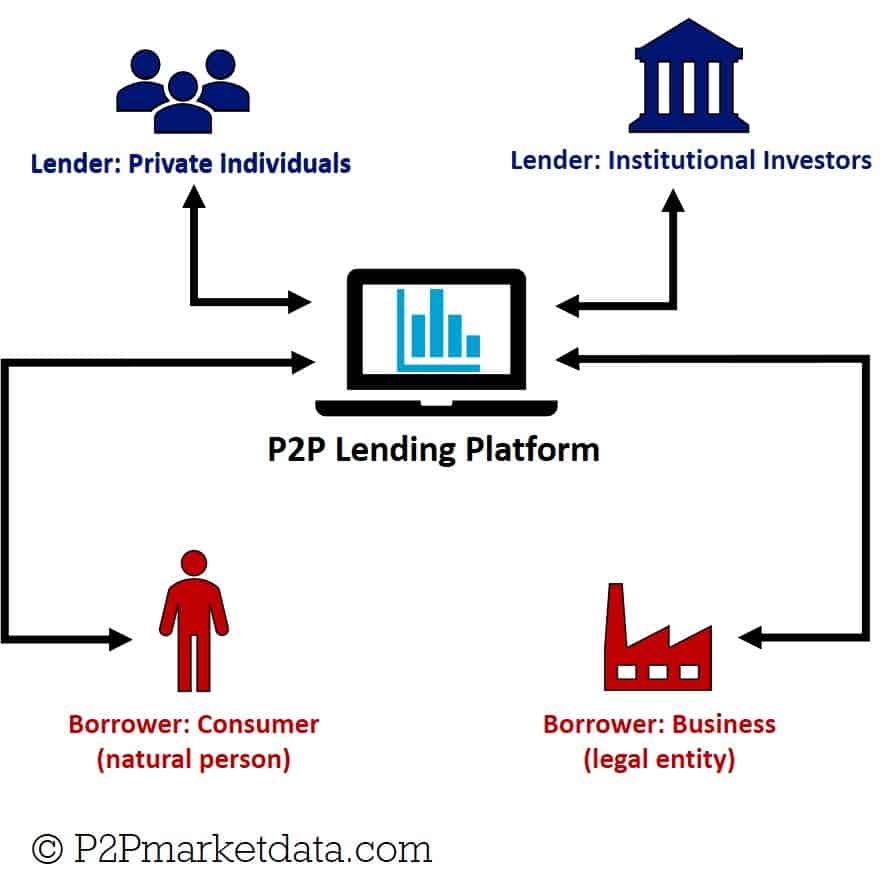 Lender: Private Individuals
Lender: Institutional Investors
P2P Lending Platform
Borrower: Consumer
(natural person)
Borrower: Business
(legal entity)
© P2Pmarketdata.com